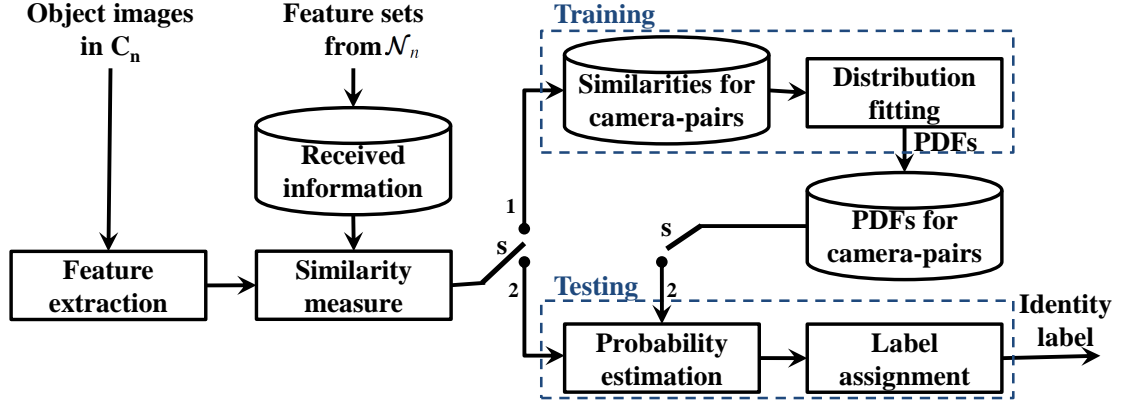 Object images
in Cn
Feature sets
from 𝒩n
Training
Similarities for
camera-pairs
Distribution
fitting
PDFs
Received
information
PDFs for
camera-pairs
1
S
2
S
2
Feature
extraction
Similarity
measure
Testing
Probability
estimation
Label
assignment
Identity
label